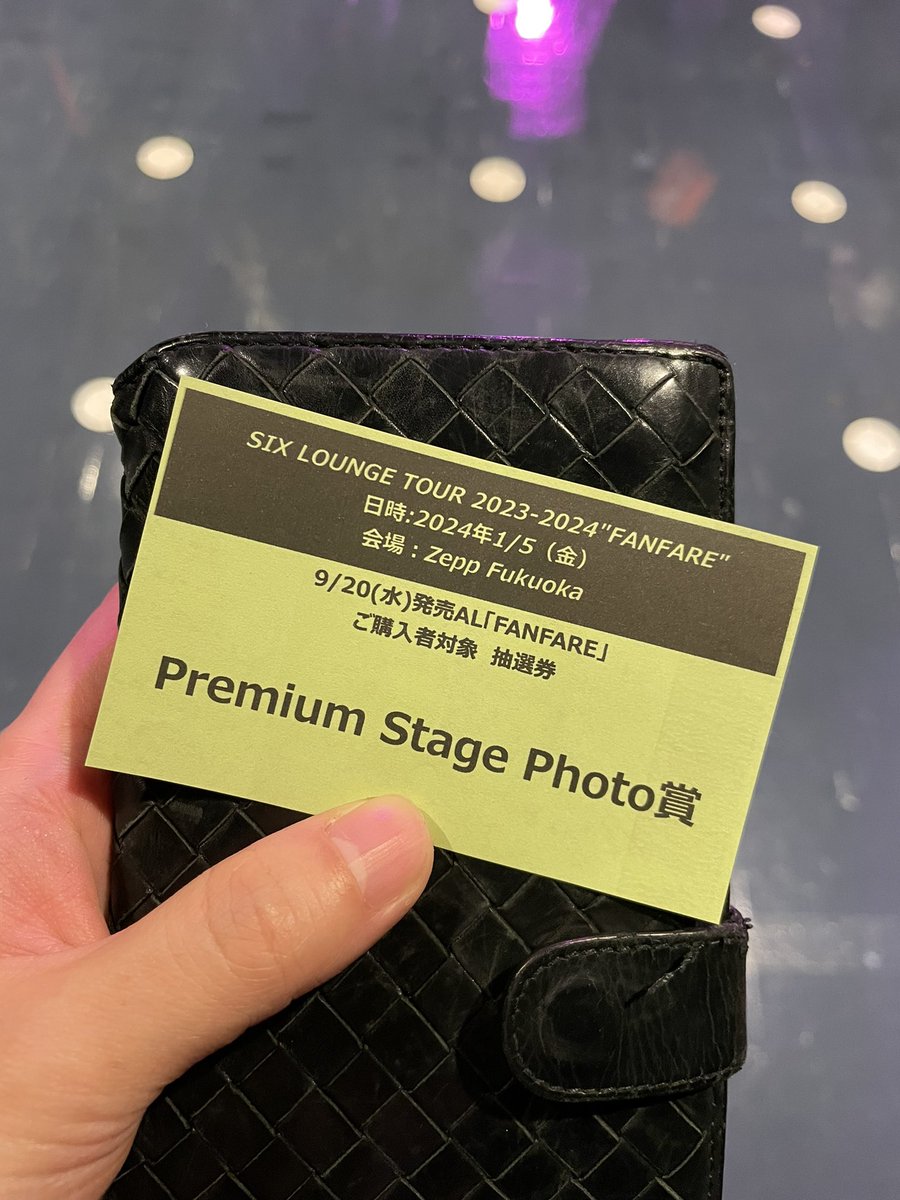 SIX LOUNGE TOUR 2023-2024"FANFARE"
日時:2024年1/5（金）
会場：Zepp Fukuoka
9/20(水)発売AL「FANFARE」
ご購入者対象 抽選券
Premium Stage Photo賞